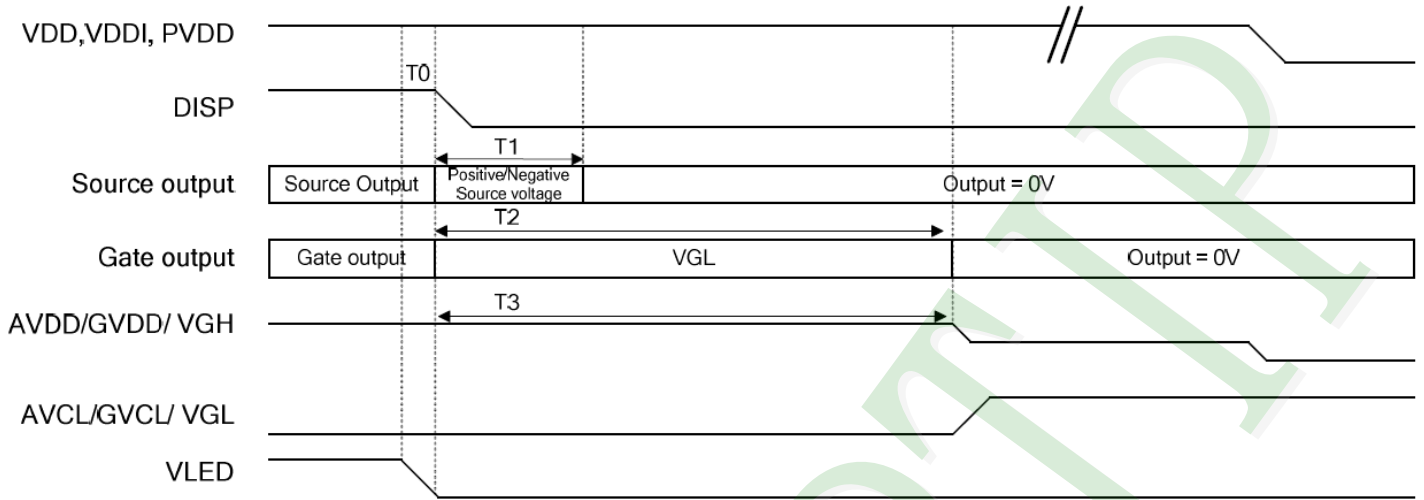 VDD,VDDI, PVDD
T0
DISP
T1
Source output
Source Output
Positive/Negative
Source voltage
Output = 0V
T2
Gate output
Gate output
VGL
Output = 0V
T3
AVDD/GVDD/ VGH
AVCL/GVCL/ VGL
VLED